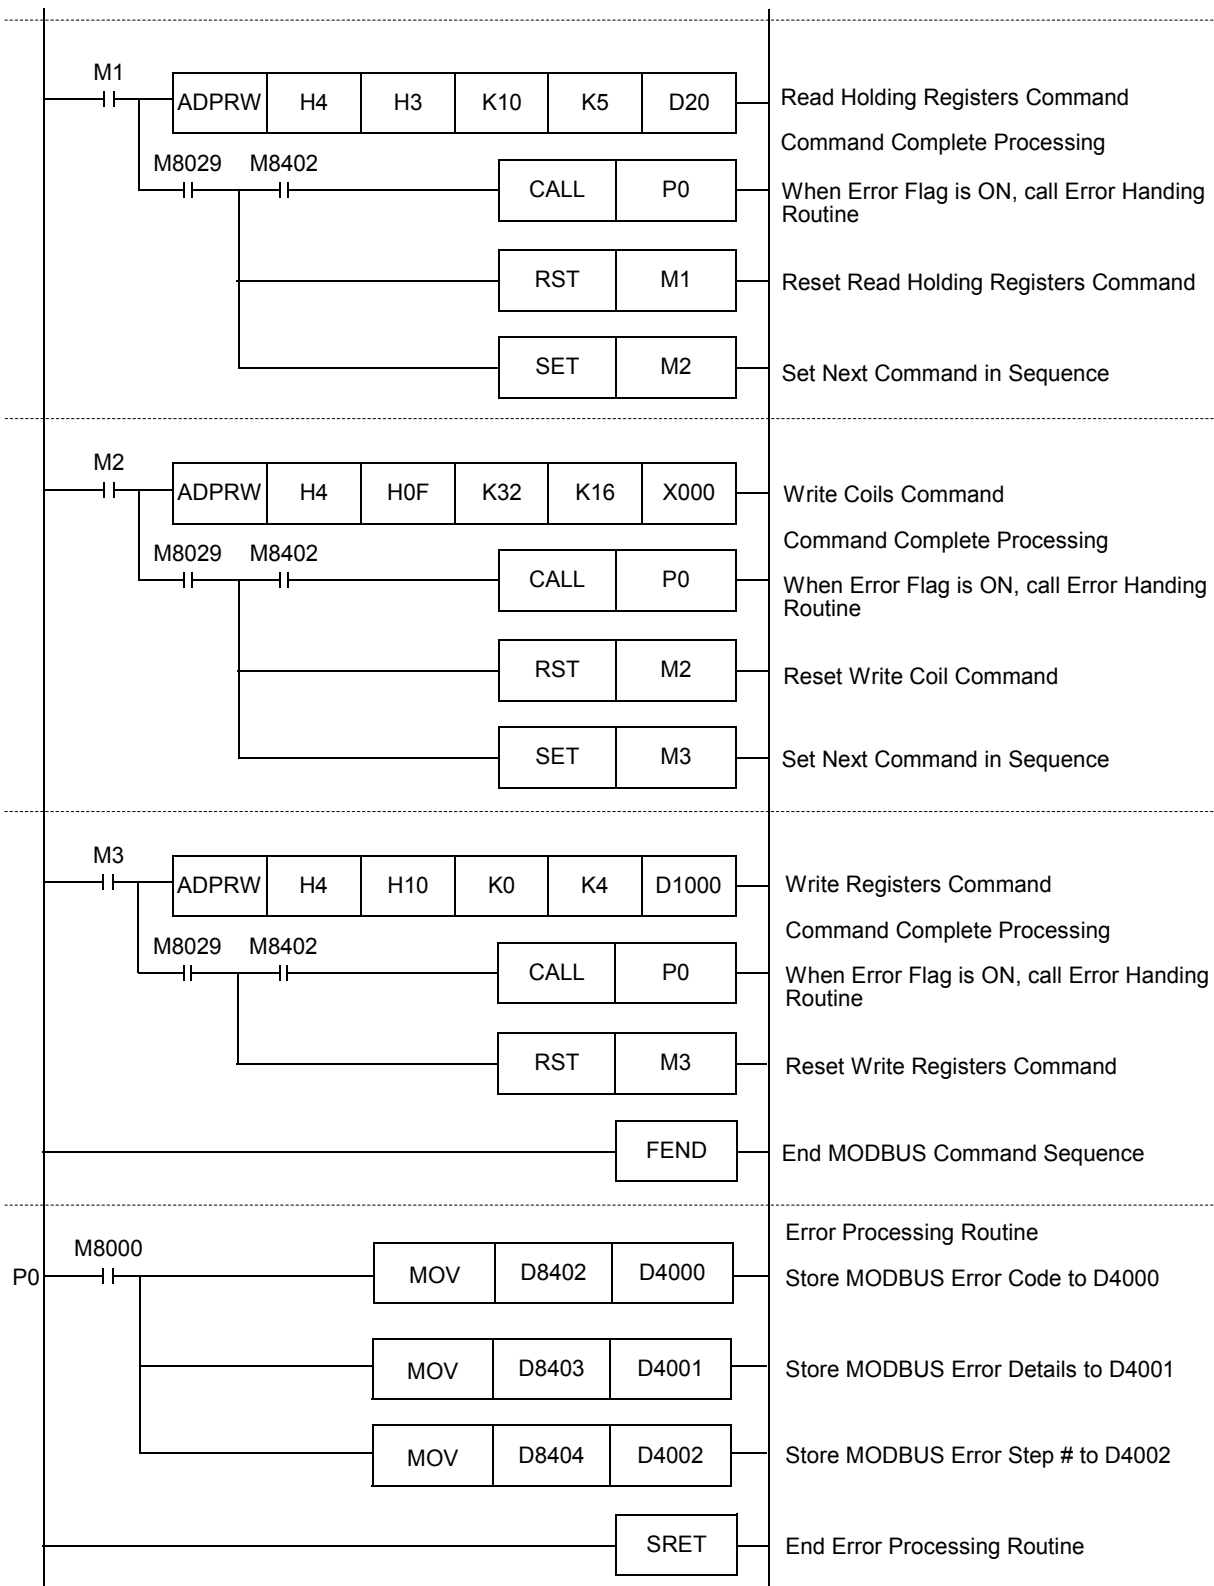 M1
ADPRW H4 H3 K10 K5 D20
Read Holding Registers Command
Command Complete Processing
M8029 M8402
CALL P0
When Error Flag is ON, call Error Handing
Routine
RST M1
Reset Read Holding Registers Command
SET M2
Set Next Command in Sequence
M2
ADPRW H4 H0F K32 K16 X000
Write Coils Command
Command Complete Processing
M8029 M8402
CALL P0
When Error Flag is ON, call Error Handing
Routine
RST M2
Reset Write Coil Command
SET M3
Set Next Command in Sequence
M3
ADPRW H4 H10 K0 K4 D1000
Write Registers Command
Command Complete Processing
M8029 M8402
CALL P0
When Error Flag is ON, call Error Handing
Routine
RST M3
Reset Write Registers Command
FEND
End MODBUS Command Sequence
Error Processing Routine
M8000
P0
MOV D8402 D4000
Store MODBUS Error Code to D4000
MOV D8403 D4001
Store MODBUS Error Details to D4001
MOV D8404 D4002
Store MODBUS Error Step # to D4002
SRET
End Error Processing Routine